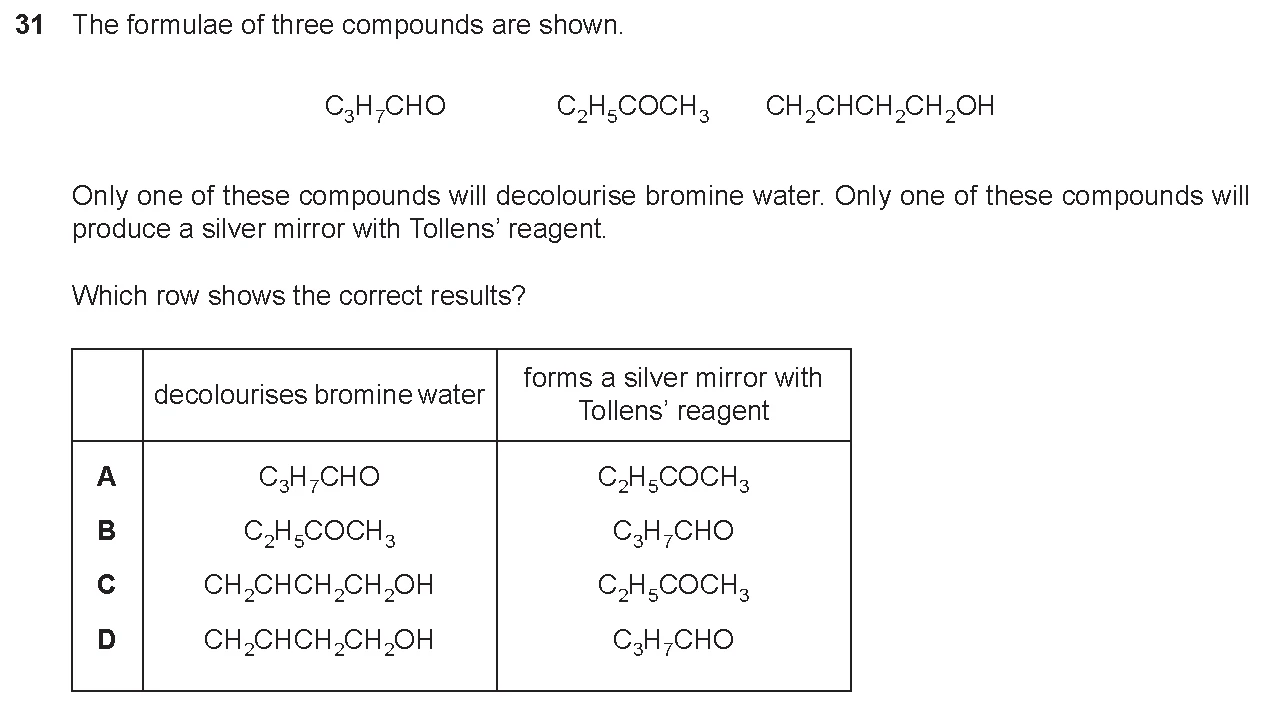 31 The formulae of three compounds are shown.
C₃H₇CHO C₂H₅COCH₃ CH₂CHCH₂CH₂OH
Only one of these compounds will decolourise bromine water. Only one of these compounds will
produce a silver mirror with Tollens’ reagent.
Which row shows the correct results?
decolourises bromine water forms a silver mirror with
Tollens’ reagent
A C₃H₇CHO C₂H₅COCH₃
B C₂H₅COCH₃ C₃H₇CHO
C CH₂CHCH₂CH₂OH C₂H₅COCH₃
D CH₂CHCH₂CH₂OH C₃H₇CHO